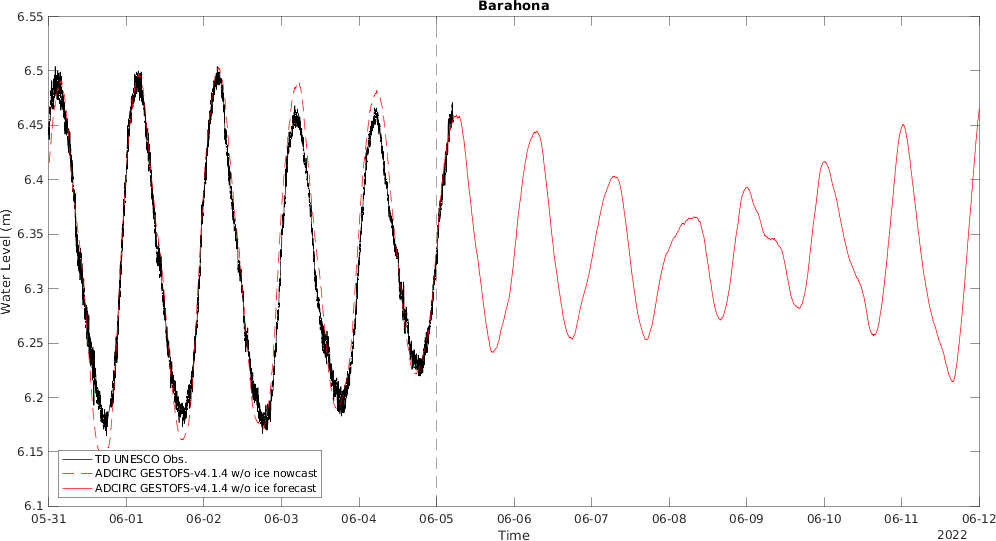 Barahona
6.55
6.5
6.45
6.4
6.35
6.3
6.25
6.2
6.15
6.1
Water Level (m)
TD UNESCO Obs.
ADCIRC GESTOFS-v4.1.4 w/o ice nowcast
ADCIRC GESTOFS-v4.1.4 w/o ice forecast
05-31 06-01 06-02 06-03 06-04 06-05 06-06 06-07 06-08 06-09 06-10 06-11 06-12
Time
2022